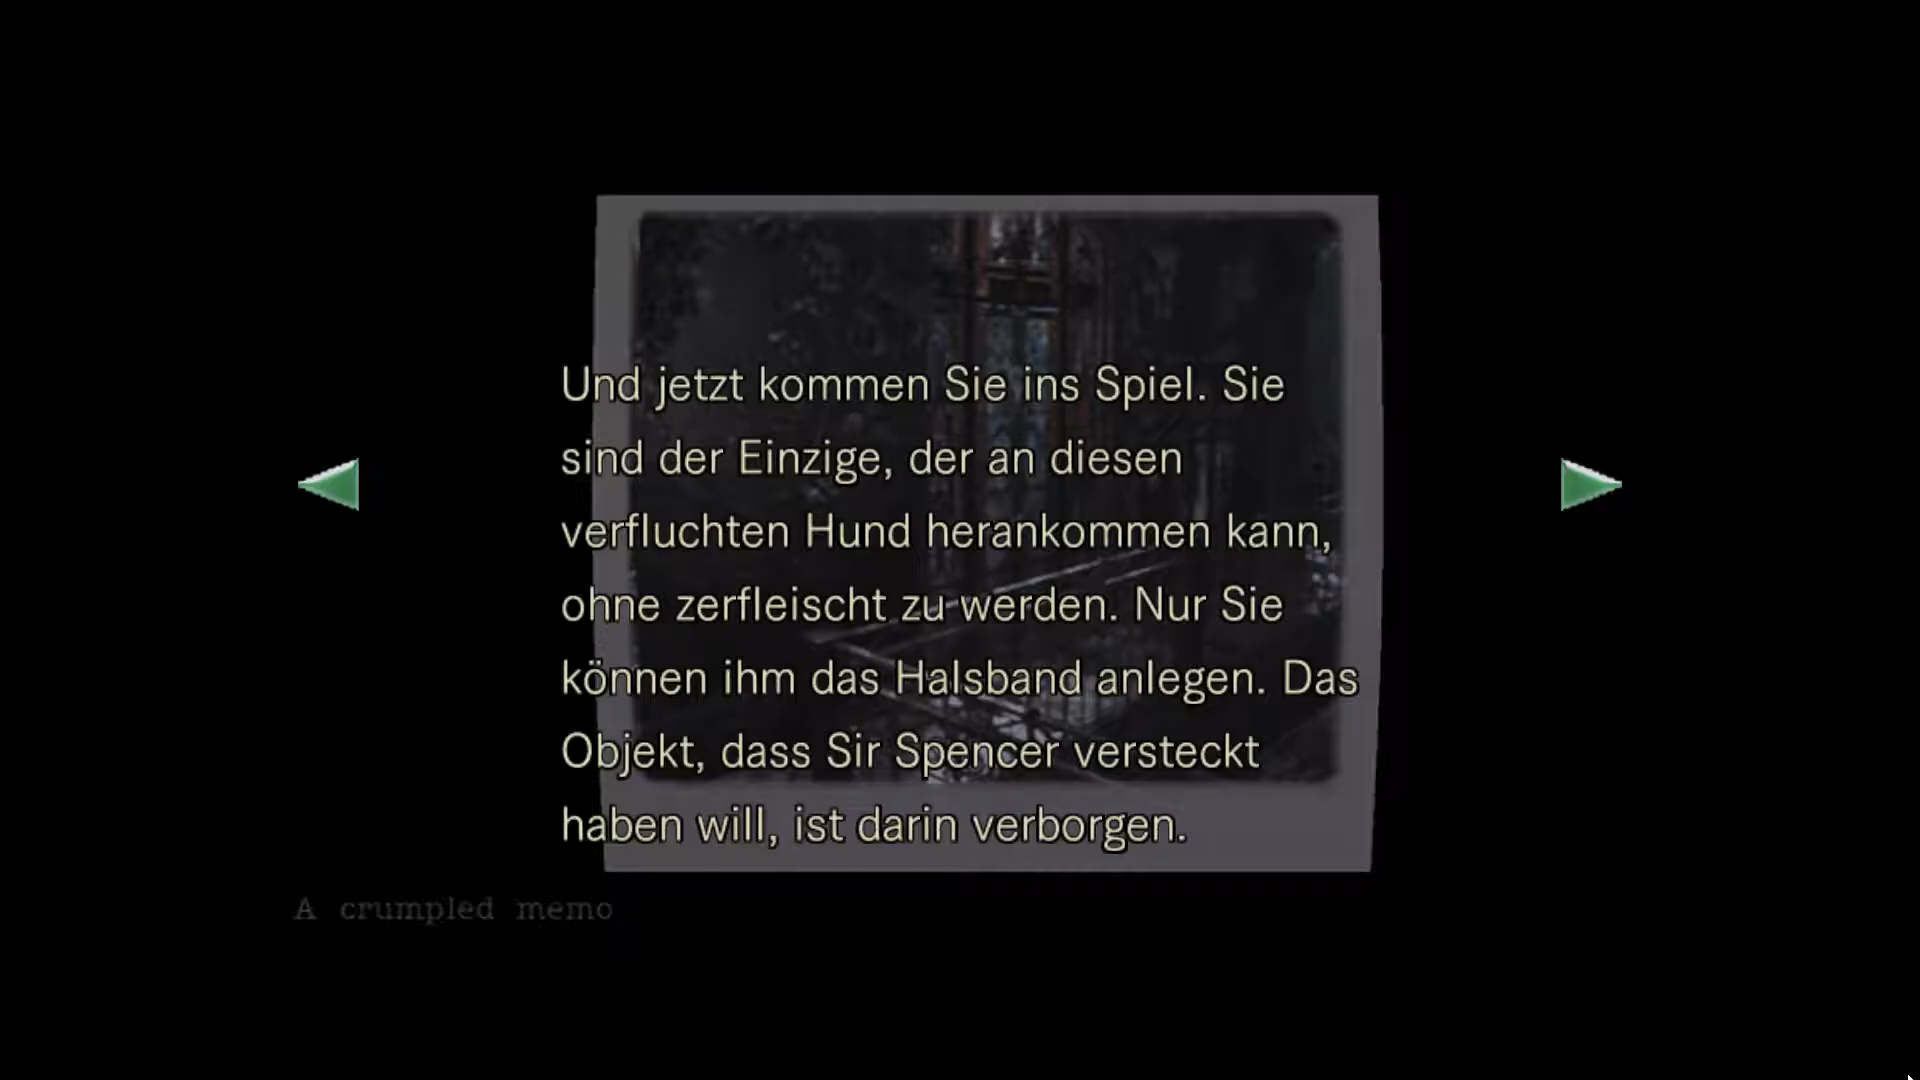 Und jetzt kommen Sie ins Spiel. Sie
sind der Einzige, der an diesen
verfluchten Hund herankommen kann,
ohne zerfleischt zu werden. Nur Sie
können ihm das Halsband anlegen. Das
Objekt, dass Sir Spencer versteckt
haben will, ist darin verborgen.
A crumpled memo